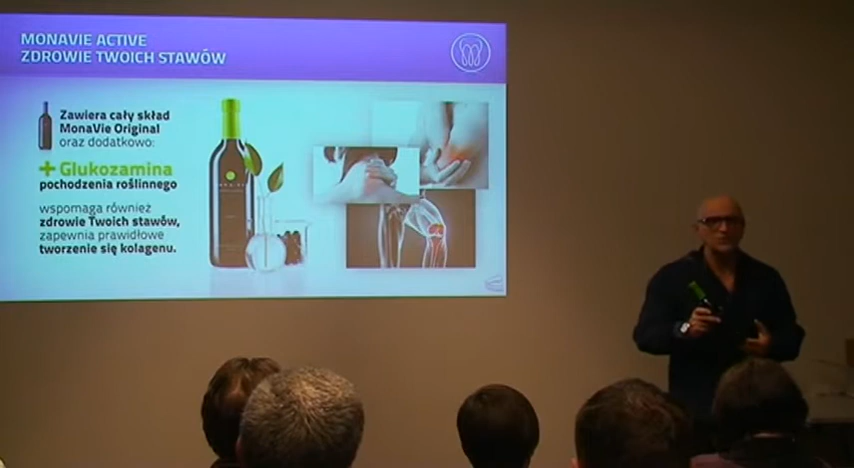 MONAVIE ACTIVE
ZDROWIE TWOICH STAWÓW
Zawiera cały skład
MonaVie Original
oraz dodatkowo:
+ Glukozamina
pochodzenia roślinnego
wspomaga również
zdrowie Twoich stawów,
zapewnia prawidłowe
tworzenie się kolagenu.